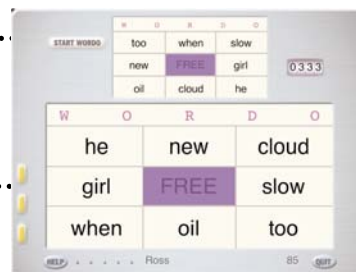 W O R D O
START WORDO
too when slow
new FREE girl
0333
oil cloud he
W O R D O
he new cloud
girl FREE slow
when oil too
HELP Ross 85 QUIT